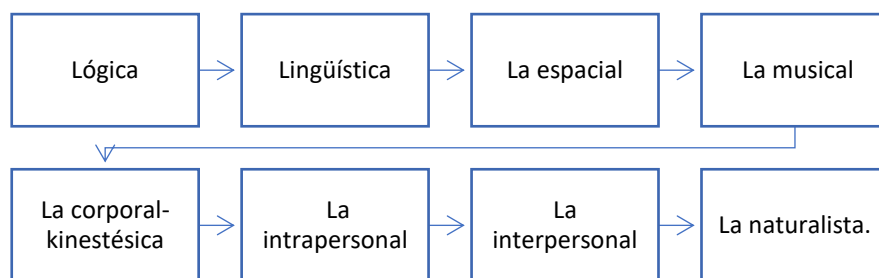 Lógica
Lingüística
La espacial
La musical
La corporal-
kinestésica
La
intrapersonal
La
interpersonal
La naturalista.